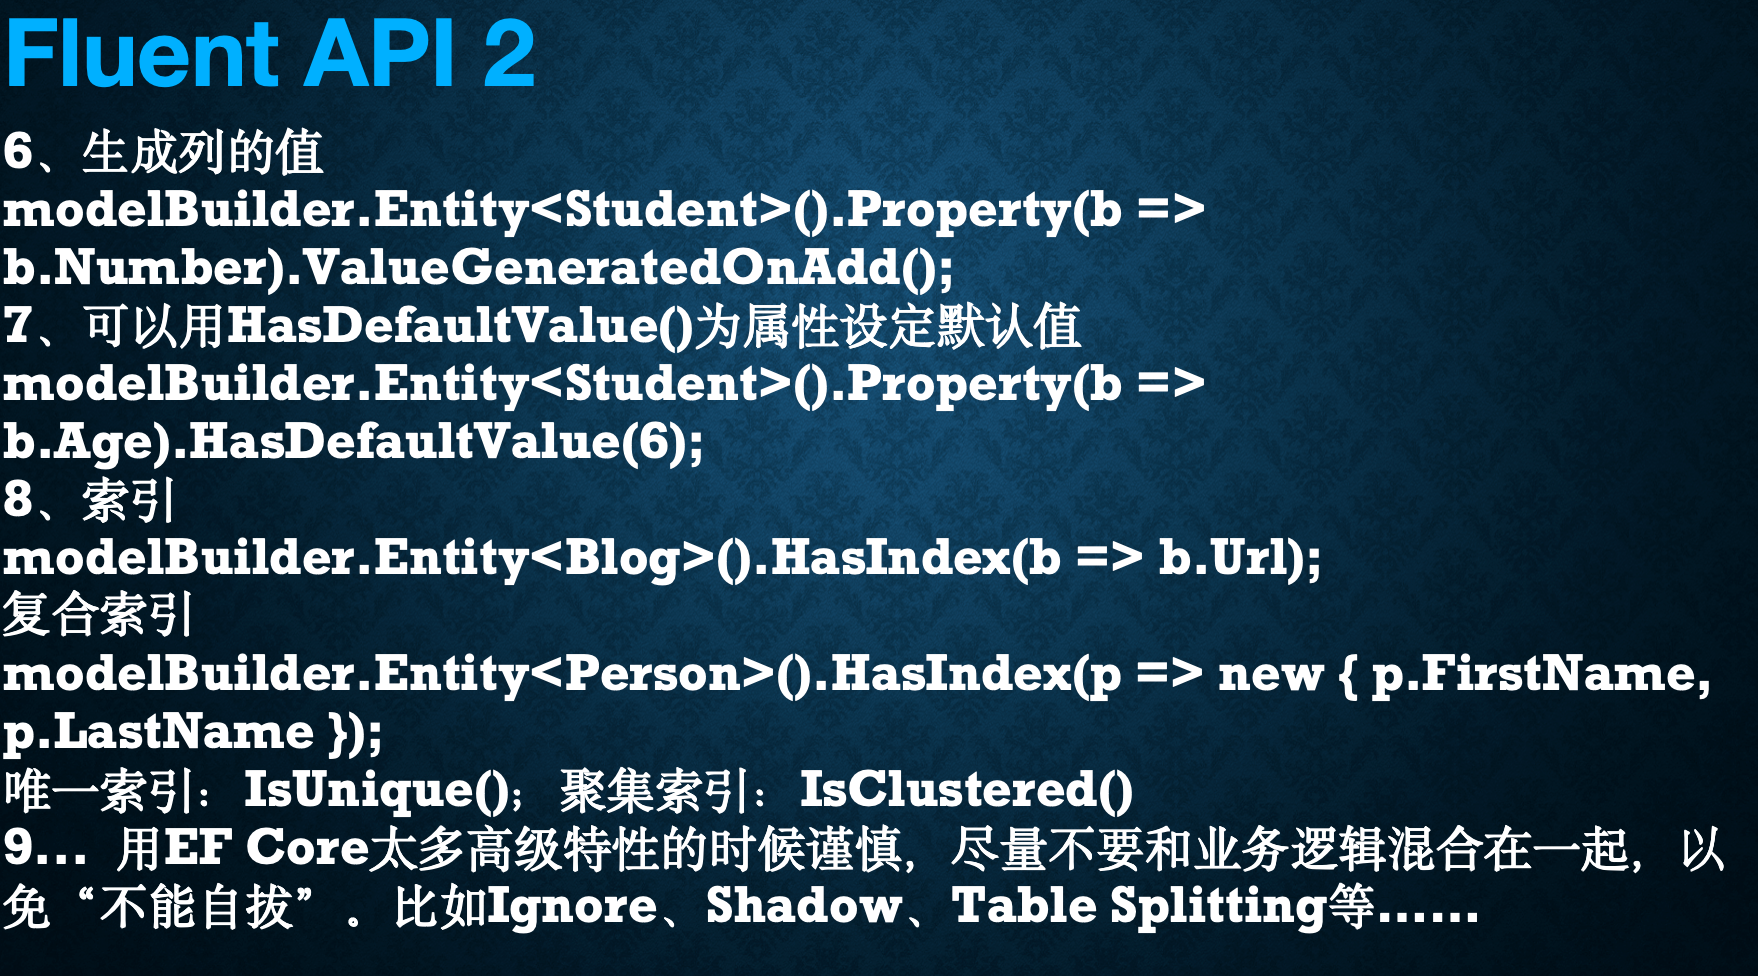 Fluent API 2
6、生成列的值
modelBuilder.Entity<Student>().Property(b =>
b.Number).ValueGeneratedOnAdd();
7、可以用HasDefaultValue()为属性设定默认值
modelBuilder.Entity<Student>().Property(b =>
b.Age).HasDefaultValue(6);
8、索引
modelBuilder.Entity<Blog>().HasIndex(b => b.Url);
复合索引
modelBuilder.Entity<Person>().HasIndex(p => new { p.FirstName,
p.LastName });
唯一索引：IsUnique()；聚集索引：IsClustered()
9... 用EF Core太多高级特性的时候谨慎，尽量不要和业务逻辑混合在一起，以
免“不能自拔”。比如Ignore、Shadow、Table Splitting等……